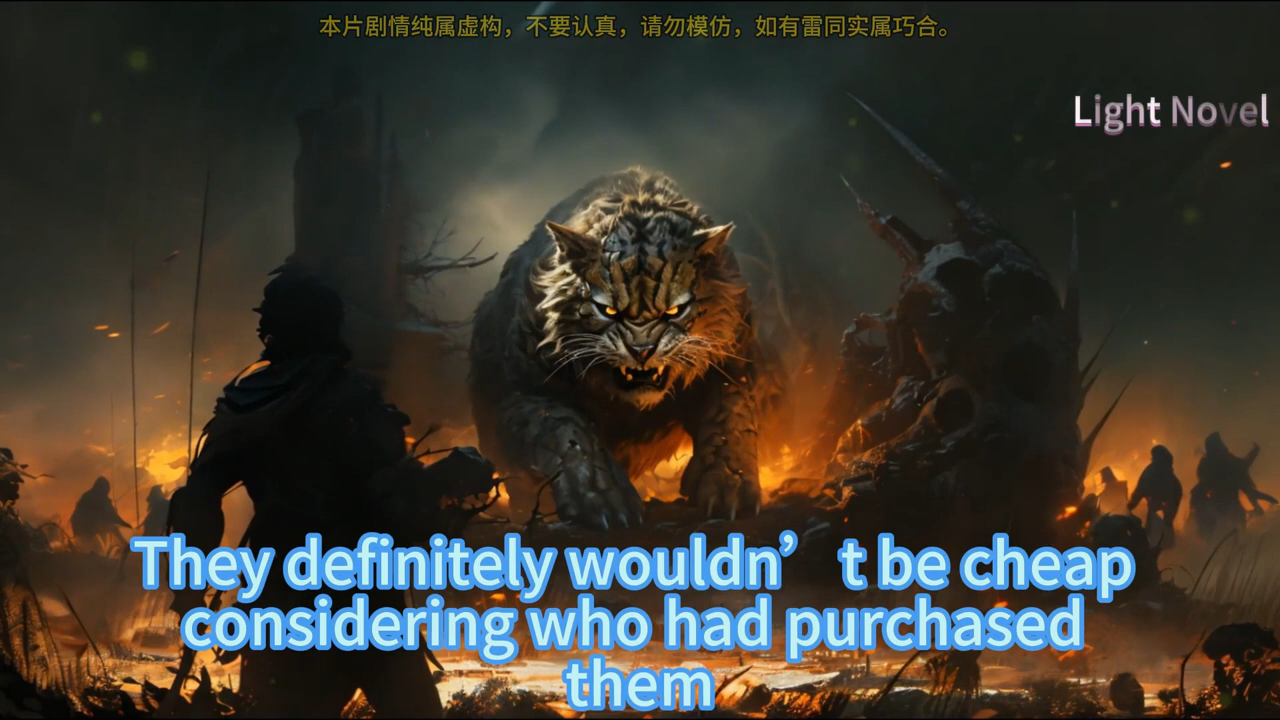 本片剧情纯属虚构，不要认真，请勿模仿，如有雷同实属巧合。
Light Novel
They definitely wouldn’t be cheap
considering who had purchased
them